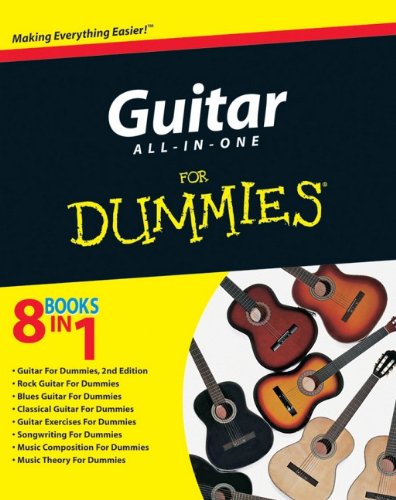 Making Everything Easier!™
Guitar
ALL-IN-ONE
FOR
DUMMIES®
8 BOOKS
IN 1
• Guitar For Dummies, 2nd Edition
• Rock Guitar For Dummies
• Blues Guitar For Dummies
• Classical Guitar For Dummies
• Guitar Exercises For Dummies
• Songwriting For Dummies
• Music Composition For Dummies
• Music Theory For Dummies